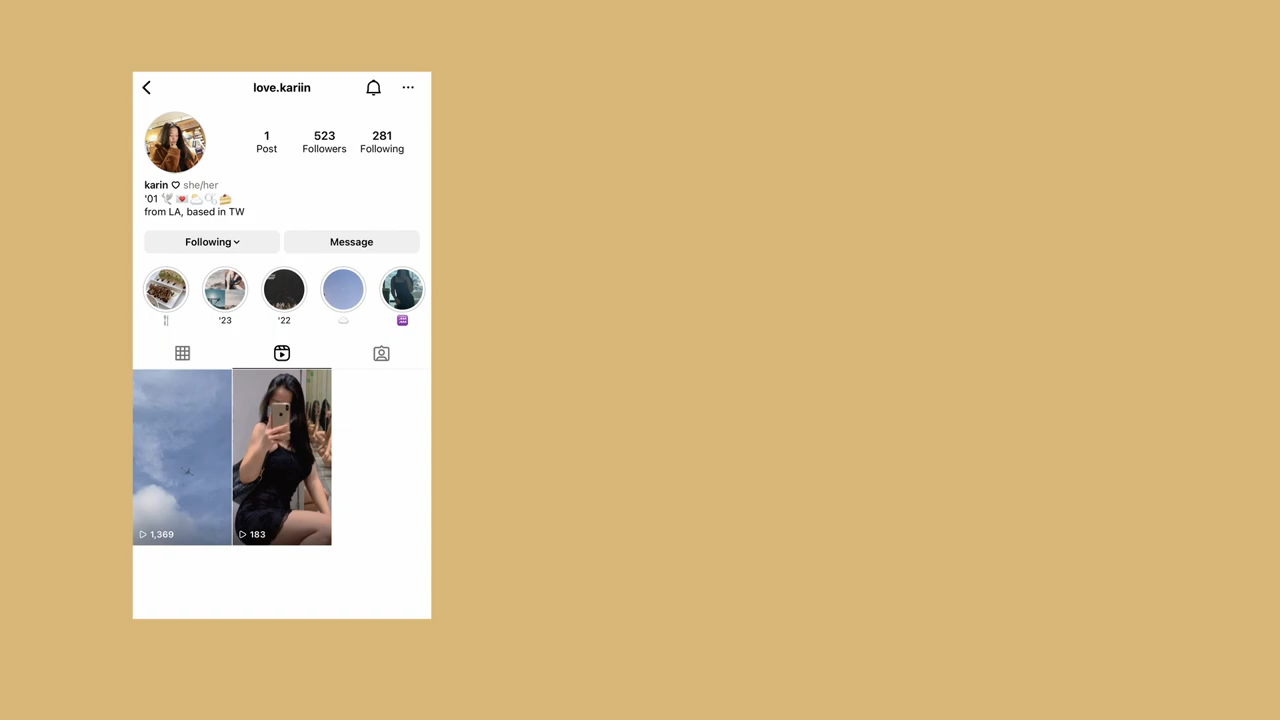 love.kariin
1 523 281
Post Followers Following
karin ♡ she/her
'01 🕊️💌⛅🫧🍰
from LA, based in TW
Following Message
🍴 '23 '22 ☁️ ♒
1,369 183